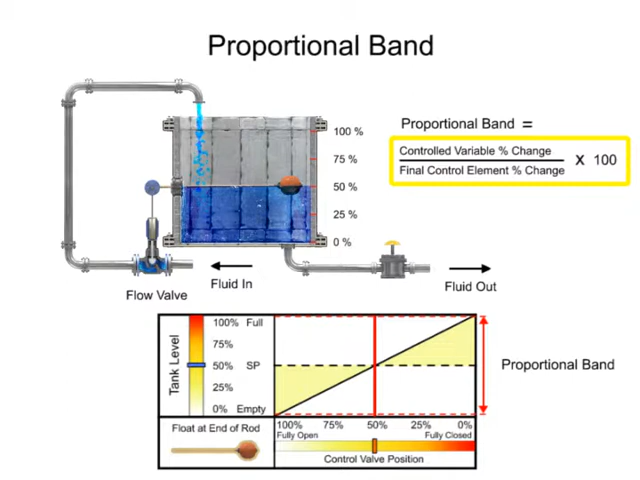 Proportional Band
100 %
75 %
50 %
25 %
0 %
Proportional Band =
Controlled Variable % Change
Final Control Element % Change
X 100
Flow Valve
Fluid In
Fluid Out
Tank Level
100% Full
75%
50% SP
25%
0% Empty
Proportional Band
Float at End of Rod
100% 75% 50% 25% 0%
Fully Open Fully Closed
Control Valve Position